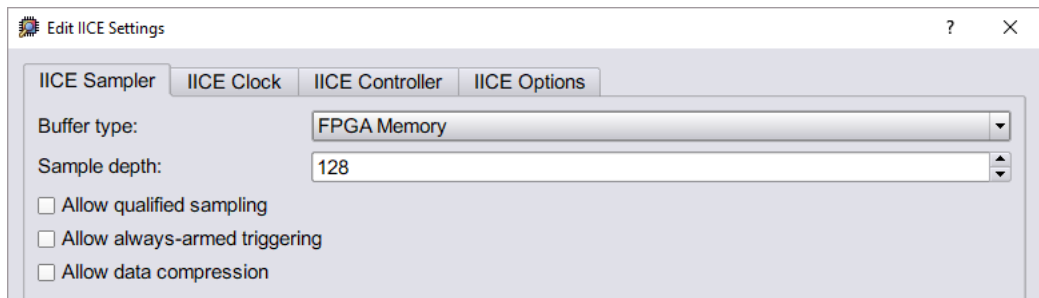 Edit IICE Settings ?
IICE Sampler IICE Clock IICE Controller IICE Options
Buffer type: FPGA Memory
Sample depth: 128
Allow qualified sampling
Allow always-armed triggering
Allow data compression